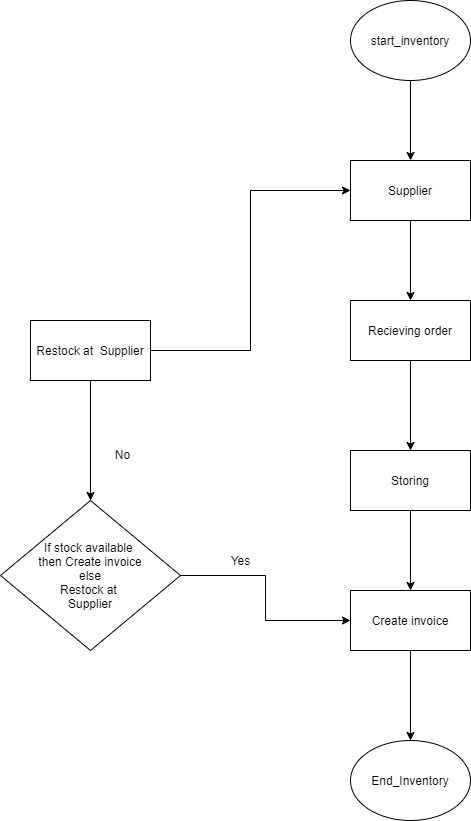 start_inventory
Supplier
Recieving order
Restock at  Supplier
No
Storing
If stock available
then Create invoice
else
Restock at
Supplier
Yes
Create invoice
End_Inventory